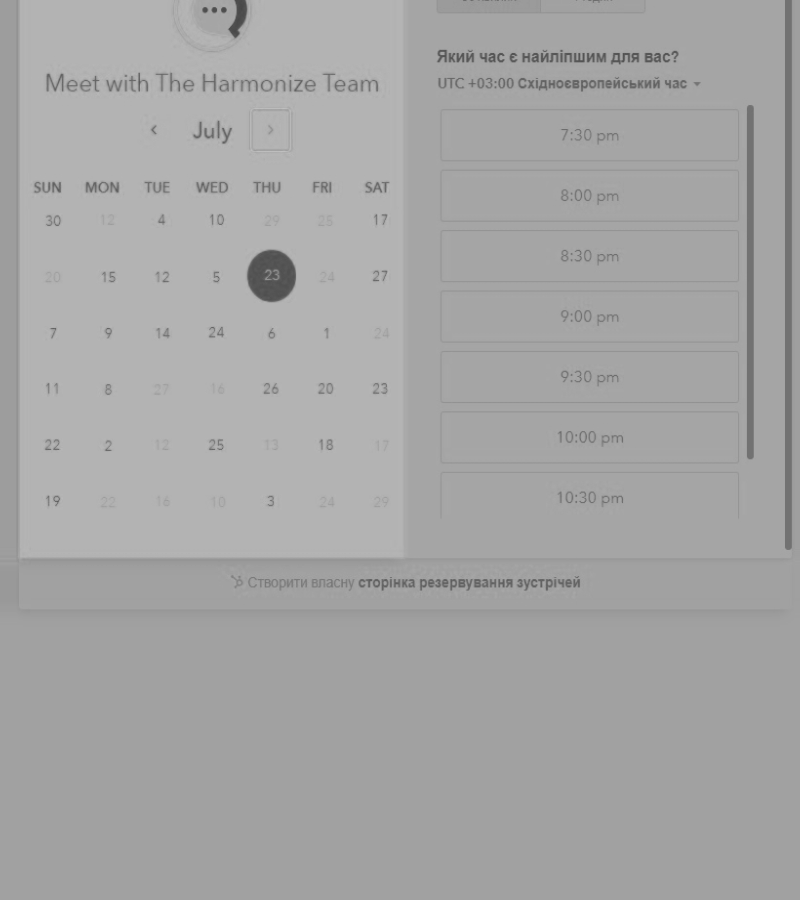 Meet with The Harmonize Team
July
SUN MON TUE WED THU FRI SAT
30 12 4 10 29 25 17
20 15 12 5 23 24 27
7 9 14 24 6 1 24
11 8 27 16 26 20 23
22 2 12 25 13 18 17
19 22 16 10 3 24 29
Який час є найліпшим для вас?
UTC +03:00 Східноєвропейський час
7:30 pm
8:00 pm
8:30 pm
9:00 pm
9:30 pm
10:00 pm
10:30 pm
Створити власну сторінка резервування зустрічей